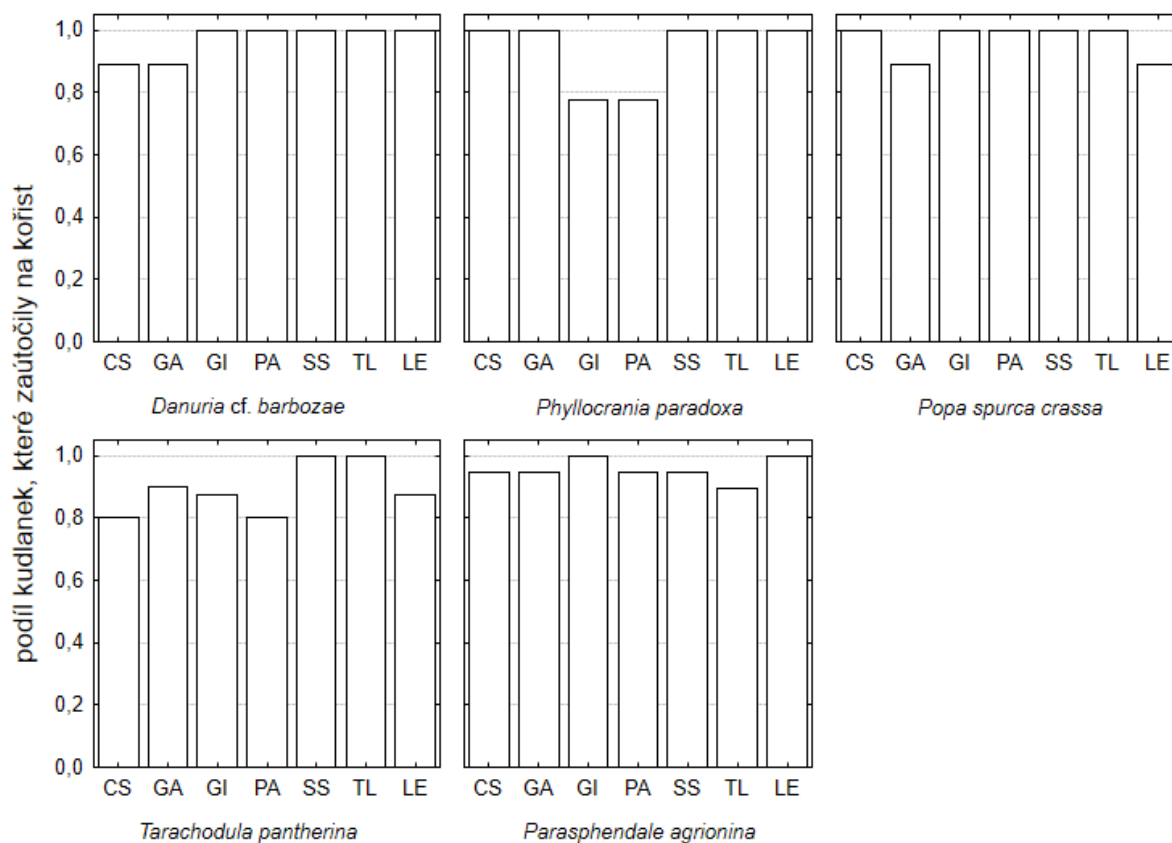 podíl kudlanek, které zaútočily na kořist
1,0
0,8
0,6
0,4
0,2
0,0
CS GA GI PA SS TL LE
Danuria cf. barbozae
CS GA GI PA SS TL LE
Phyllocrania paradoxa
CS GA GI PA SS TL LE
Popa spurca crassa
1,0
0,8
0,6
0,4
0,2
0,0
CS GA GI PA SS TL LE
Tarachodula pantherina
CS GA GI PA SS TL LE
Parasphendale agrionina